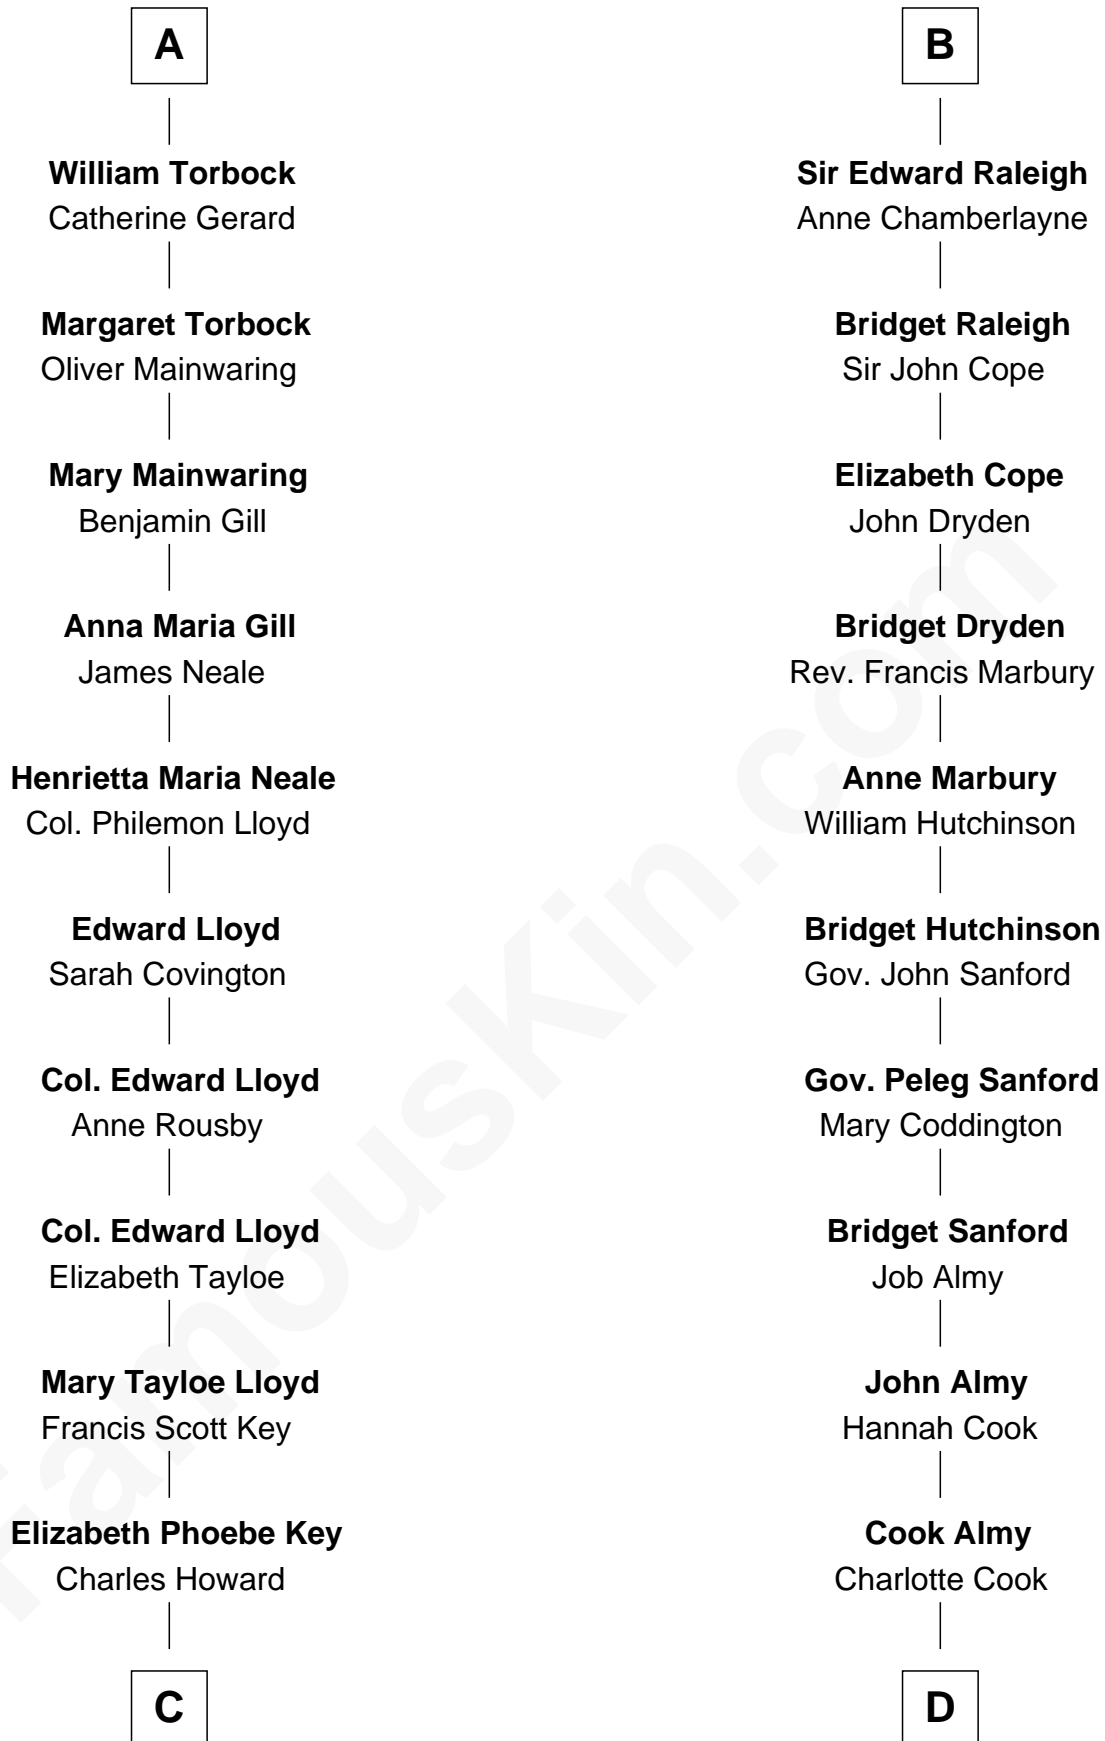 A
William Torbock
Catherine Gerard
Margaret Torbock
Oliver Mainwaring
Mary Mainwaring
Benjamin Gill
Anna Maria Gill
James Neale
Henrietta Maria Neale
Col. Philemon Lloyd
Edward Lloyd
Sarah Covington
Col. Edward Lloyd
Anne Rousby
Col. Edward Lloyd
Elizabeth Tayloe
Mary Tayloe Lloyd
Francis Scott Key
Elizabeth Phoebe Key
Charles Howard
C
B
Sir Edward Raleigh
Anne Chamberlayne
Bridget Raleigh
Sir John Cope
Elizabeth Cope
John Dryden
Bridget Dryden
Rev. Francis Marbury
Anne Marbury
William Hutchinson
Bridget Hutchinson
Gov. John Sanford
Gov. Peleg Sanford
Mary Coddington
Bridget Sanford
Job Almy
John Almy
Hannah Cook
Cook Almy
Charlotte Cook
D
FamousKin.com